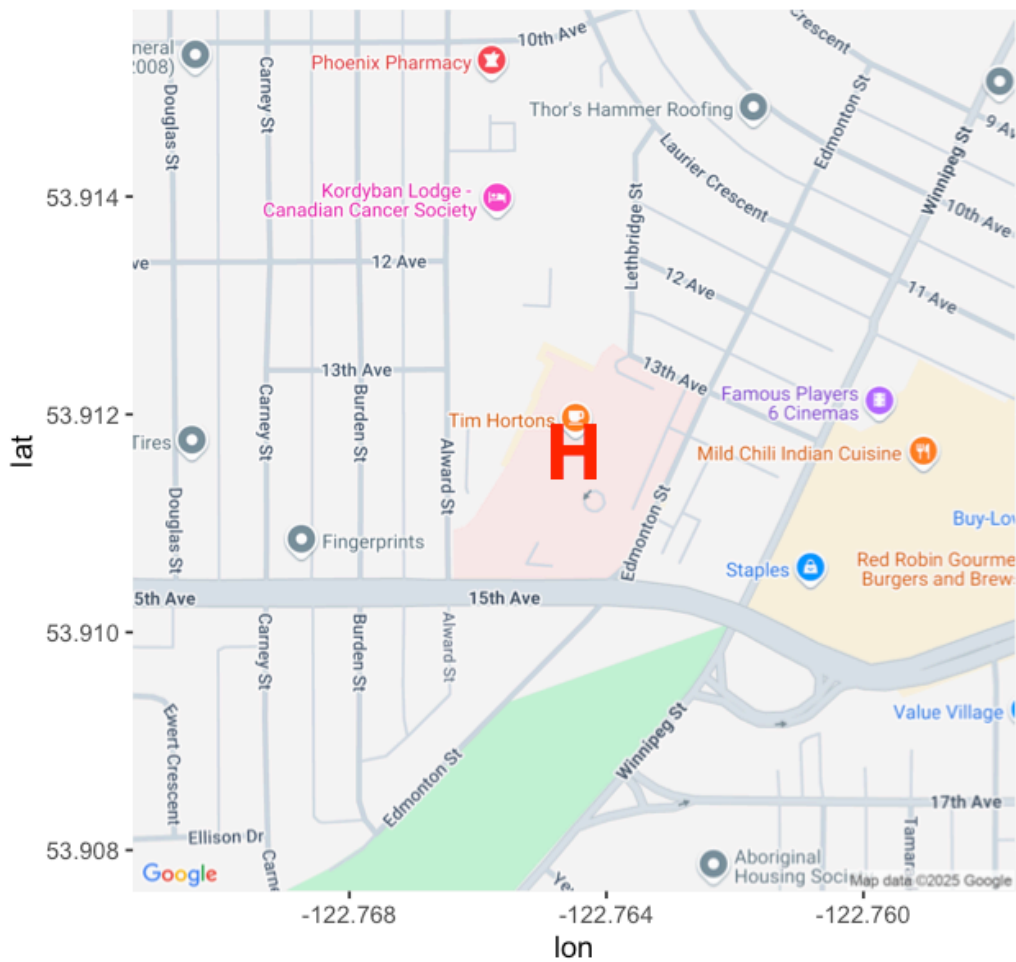 neral
2008)
10th Ave
Crescent
Phoenix Pharmacy
Thor's Hammer Roofing
Carney St
Douglas St
Edmonton St
Winnipeg St
9 Av
Laurier Crescent
53.914
Kordyban Lodge -
Canadian Cancer Society
10th Ave
Lethbridge St
ve
12 Ave
12 Ave
11 Ave
13th Ave
13th Ave
53.912
Famous Players
6 Cinemas
Carney St
Burden St
Tim Hortons
H
Tires
Alward St
Mild Chili Indian Cuisine
lat
Douglas St
Edmonton St
Buy-Lo
Fingerprints
Staples
Red Robin Gourme
Burgers and Brews
5th Ave
15th Ave
53.910
Carney St
Burden St
Alward St
Ewert Crescent
Winnipeg St
Value Village
Edmonton St
17th Ave
Ellison Dr
53.908
Carne
Tamara
Aboriginal
Housing Soci
Google
Ye
Map data ©2025 Google
-122.768
-122.764
-122.760
lon